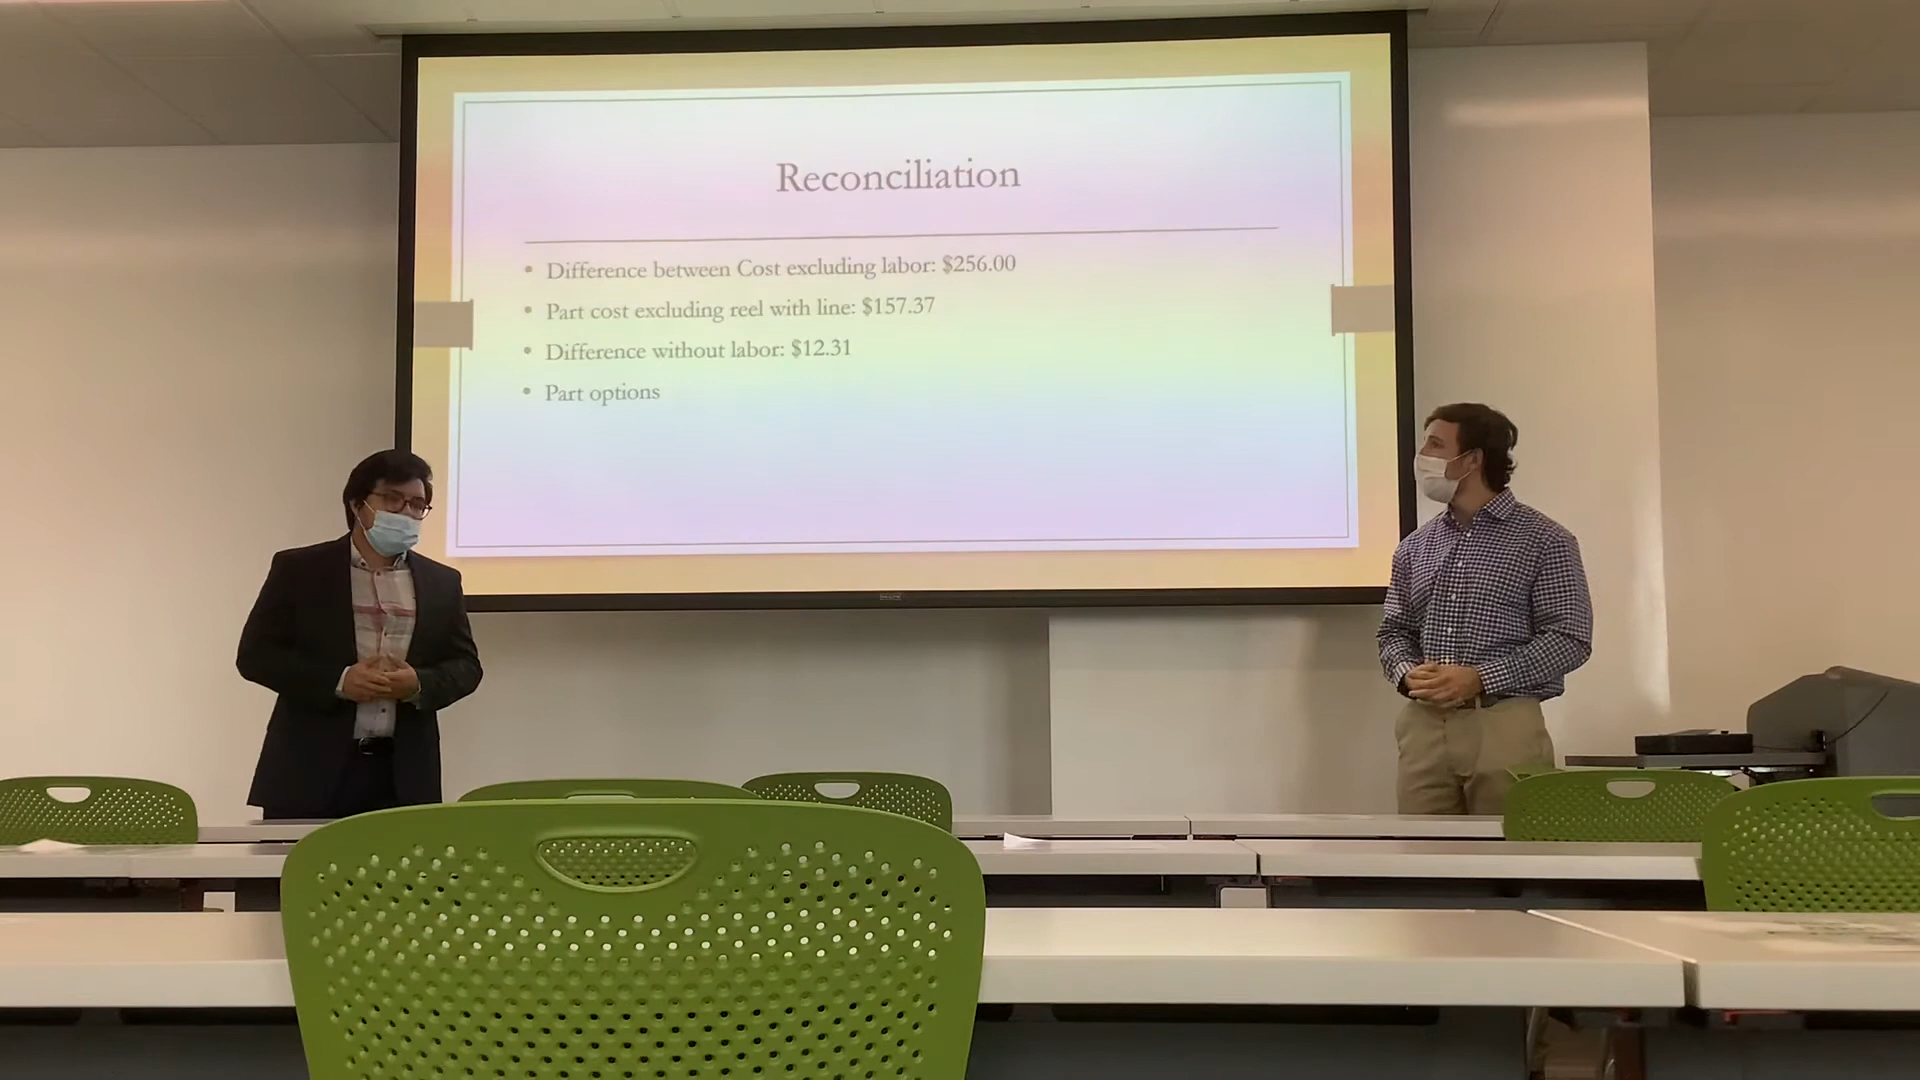 Reconciliation
• Difference between Cost excluding labor: $256.00
• Part cost excluding reel with line: $157.37
• Difference without labor: $12.31
• Part options